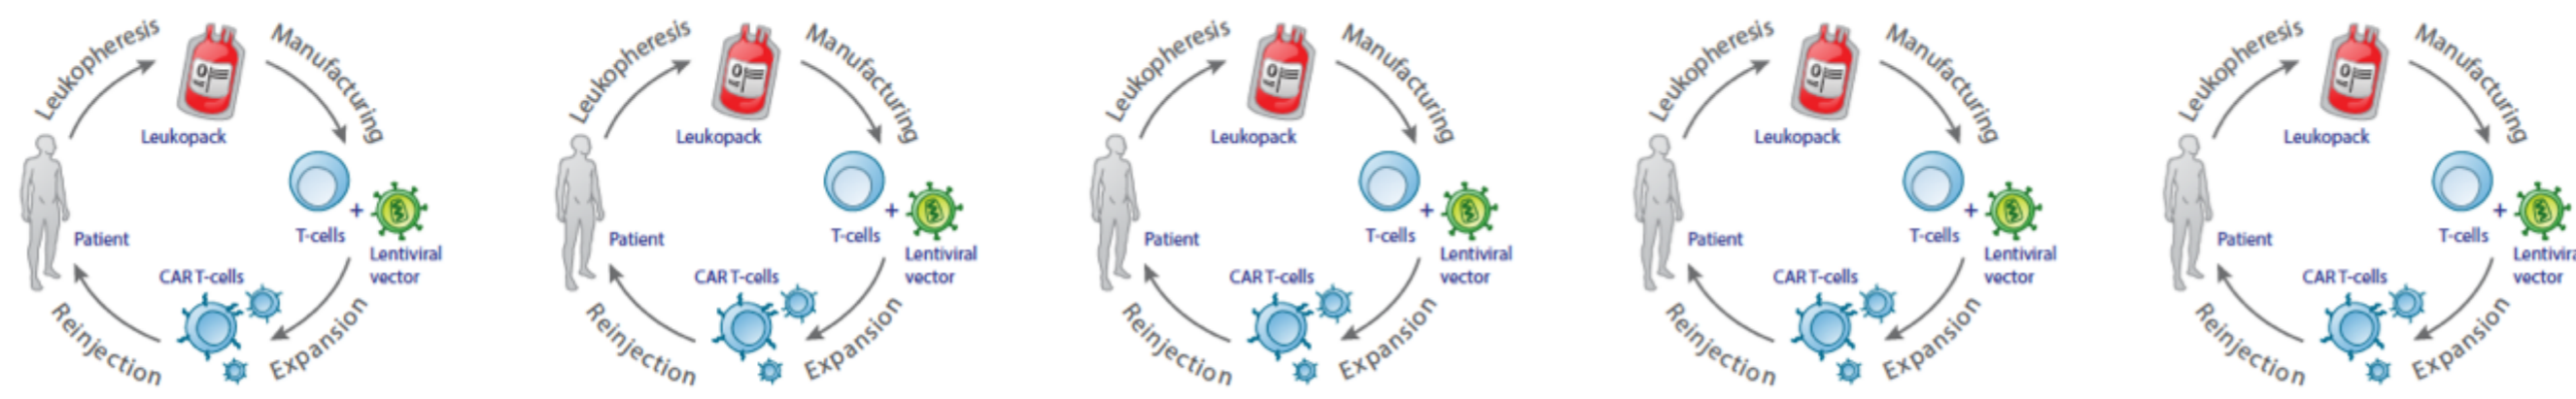 Leukopheresis
Manufacturing
Leukopack
T-cells
+
Lentiviral
vector
Patient
CAR T-cells
Expansion
Reinjection
Leukopheresis
Manufacturing
Leukopack
T-cells
+
Lentiviral
vector
Patient
CAR T-cells
Expansion
Reinjection
Leukopheresis
Manufacturing
Leukopack
T-cells
+
Lentiviral
vector
Patient
CAR T-cells
Expansion
Reinjection
Leukopheresis
Manufacturing
Leukopack
T-cells
+
Lentiviral
vector
Patient
CAR T-cells
Expansion
Reinjection
Leukopheresis
Manufacturing
Leukopack
T-cells
+
Lentivira
vector
Patient
CAR T-cells
Expansion
Reinjection